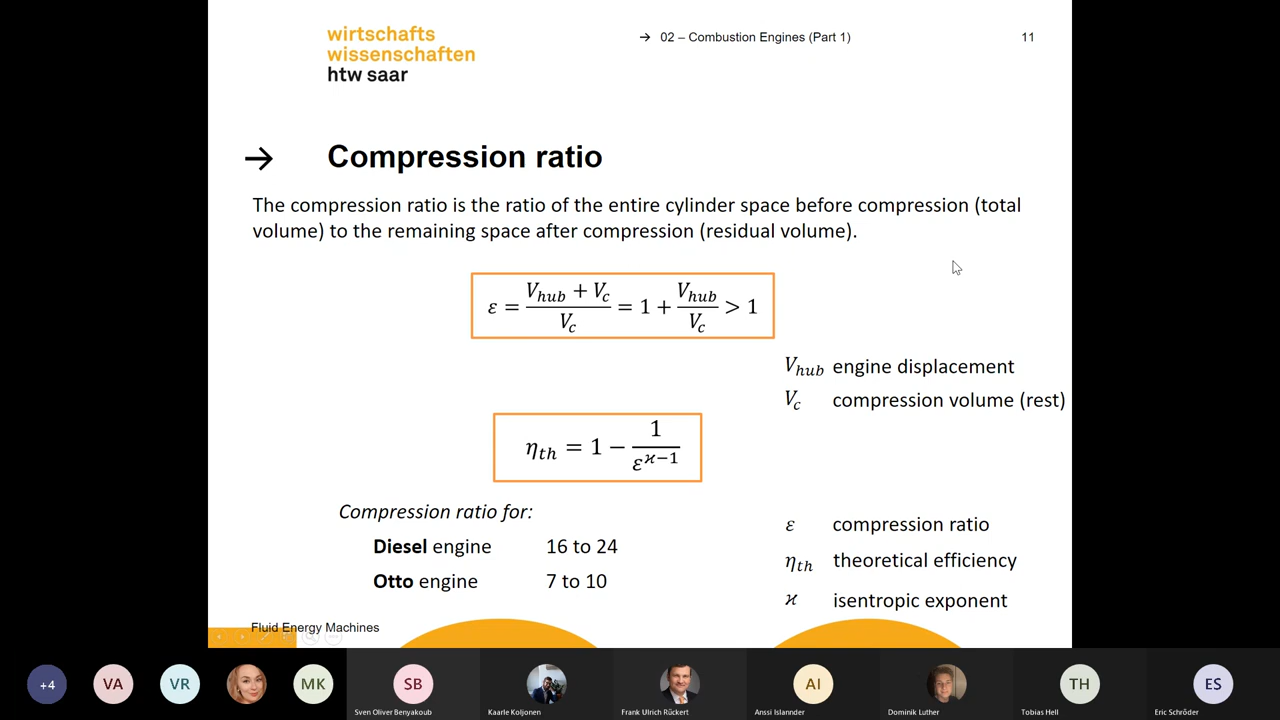 wirtschafts
wissenschaften
htw saar
→ 02 – Combustion Engines (Part 1)
11
→ Compression ratio
The compression ratio is the ratio of the entire cylinder space before compression (total
volume) to the remaining space after compression (residual volume).
ε = (V_hub + V_c) / V_c = 1 + V_hub / V_c > 1
V_hub engine displacement
V_c compression volume (rest)
η_th = 1 − 1 / ε^(ϰ−1)
Compression ratio for:
Diesel engine 16 to 24
Otto engine 7 to 10
ε compression ratio
η_th theoretical efficiency
ϰ isentropic exponent
Fluid Energy Machines
+4
VA
VR
MK
SB
Sven Oliver Benyakoub
Kaarle Koljonen
Frank Ulrich Rückert
AI
Anssi Islannder
Dominik Luther
TH
Tobias Hell
ES
Eric Schröder